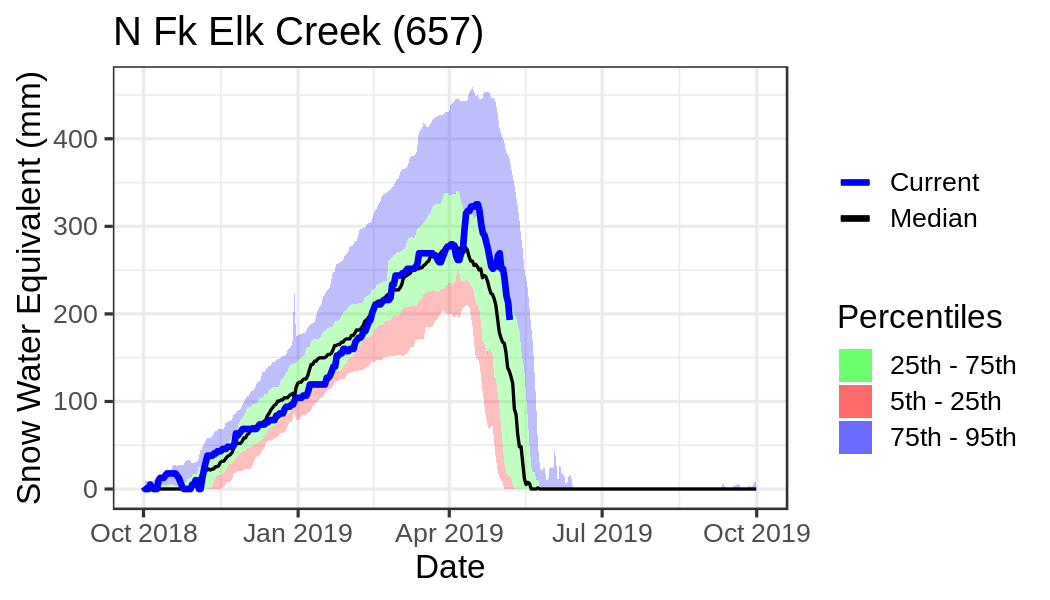 N Fk Elk Creek (657)
Snow Water Equivalent (mm)
400
300
200
100
0
Oct 2018
Jan 2019
Apr 2019
Jul 2019
Oct 2019
Date
Current
Median
Percentiles
25th - 75th
5th - 25th
75th - 95th